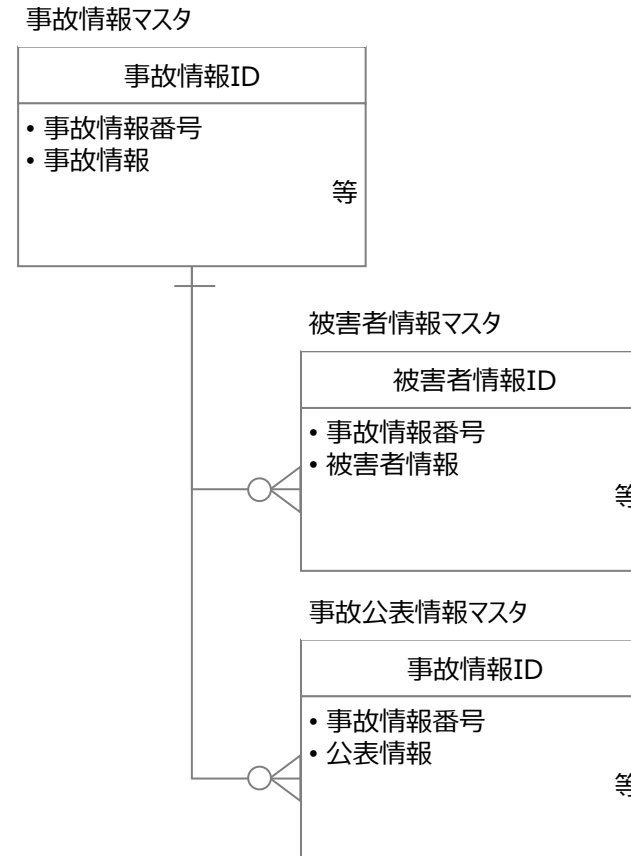 事故情報マスタ
事故情報ID
• 事故情報番号
• 事故情報
等
被害者情報マスタ
被害者情報ID
• 事故情報番号
• 被害者情報
等
事故公表情報マスタ
事故情報ID
• 事故情報番号
• 公表情報
等